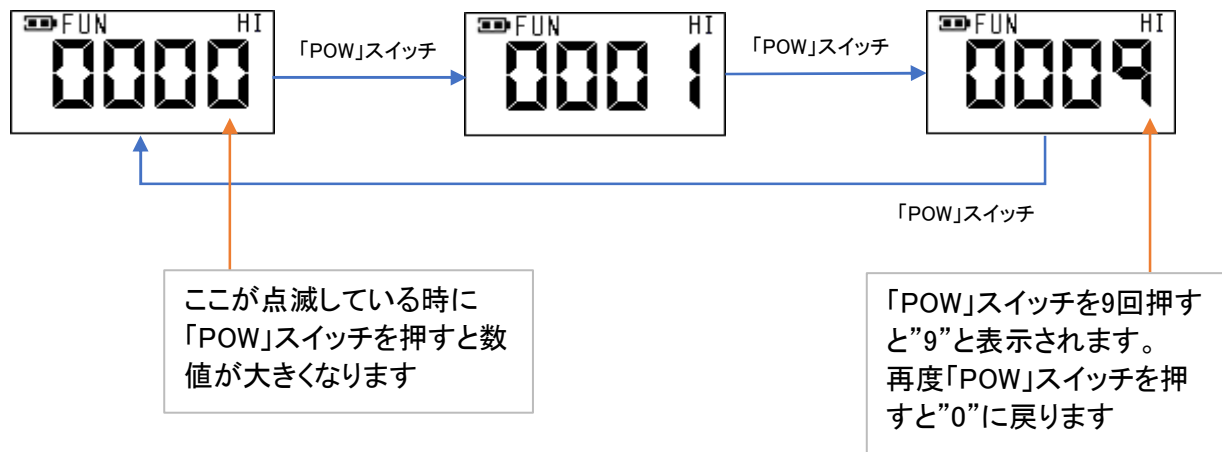 FUN HI
0000
「POW」スイッチ
FUN HI
0001
「POW」スイッチ
FUN HI
0009
「POW」スイッチ
ここが点滅している時に
「POW」スイッチを押すと数
値が大きくなります
「POW」スイッチを9回押す
と”9”と表示されます。
再度「POW」スイッチを押
すと”0”に戻ります